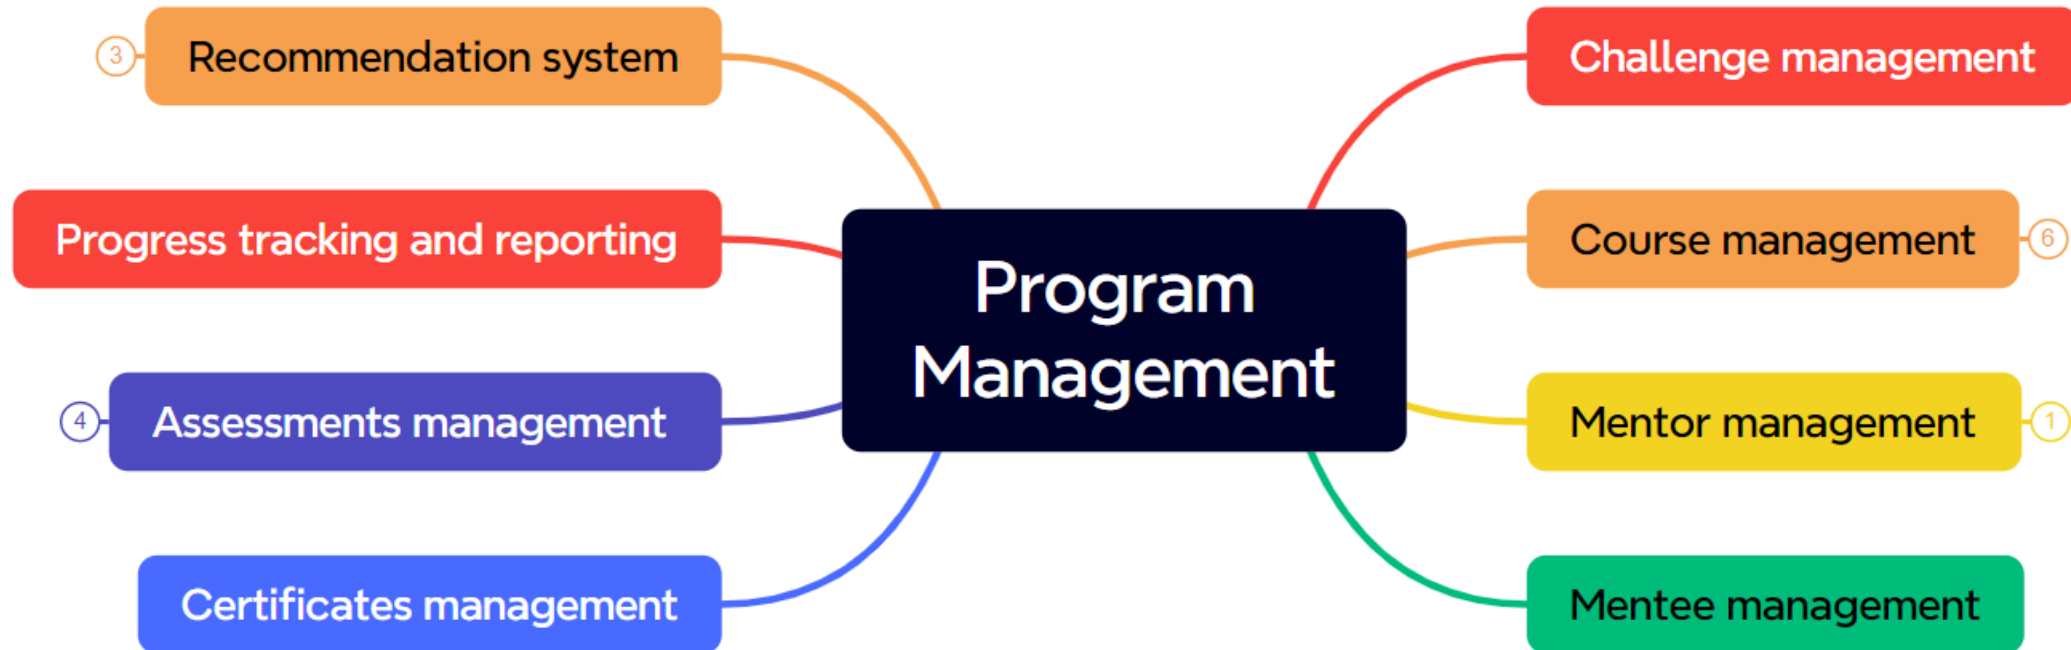 3
Recommendation system
Progress tracking and reporting
4
Assessments management
Certificates management
Program
Management
Challenge management
Course management
6
Mentor management
1
Mentee management